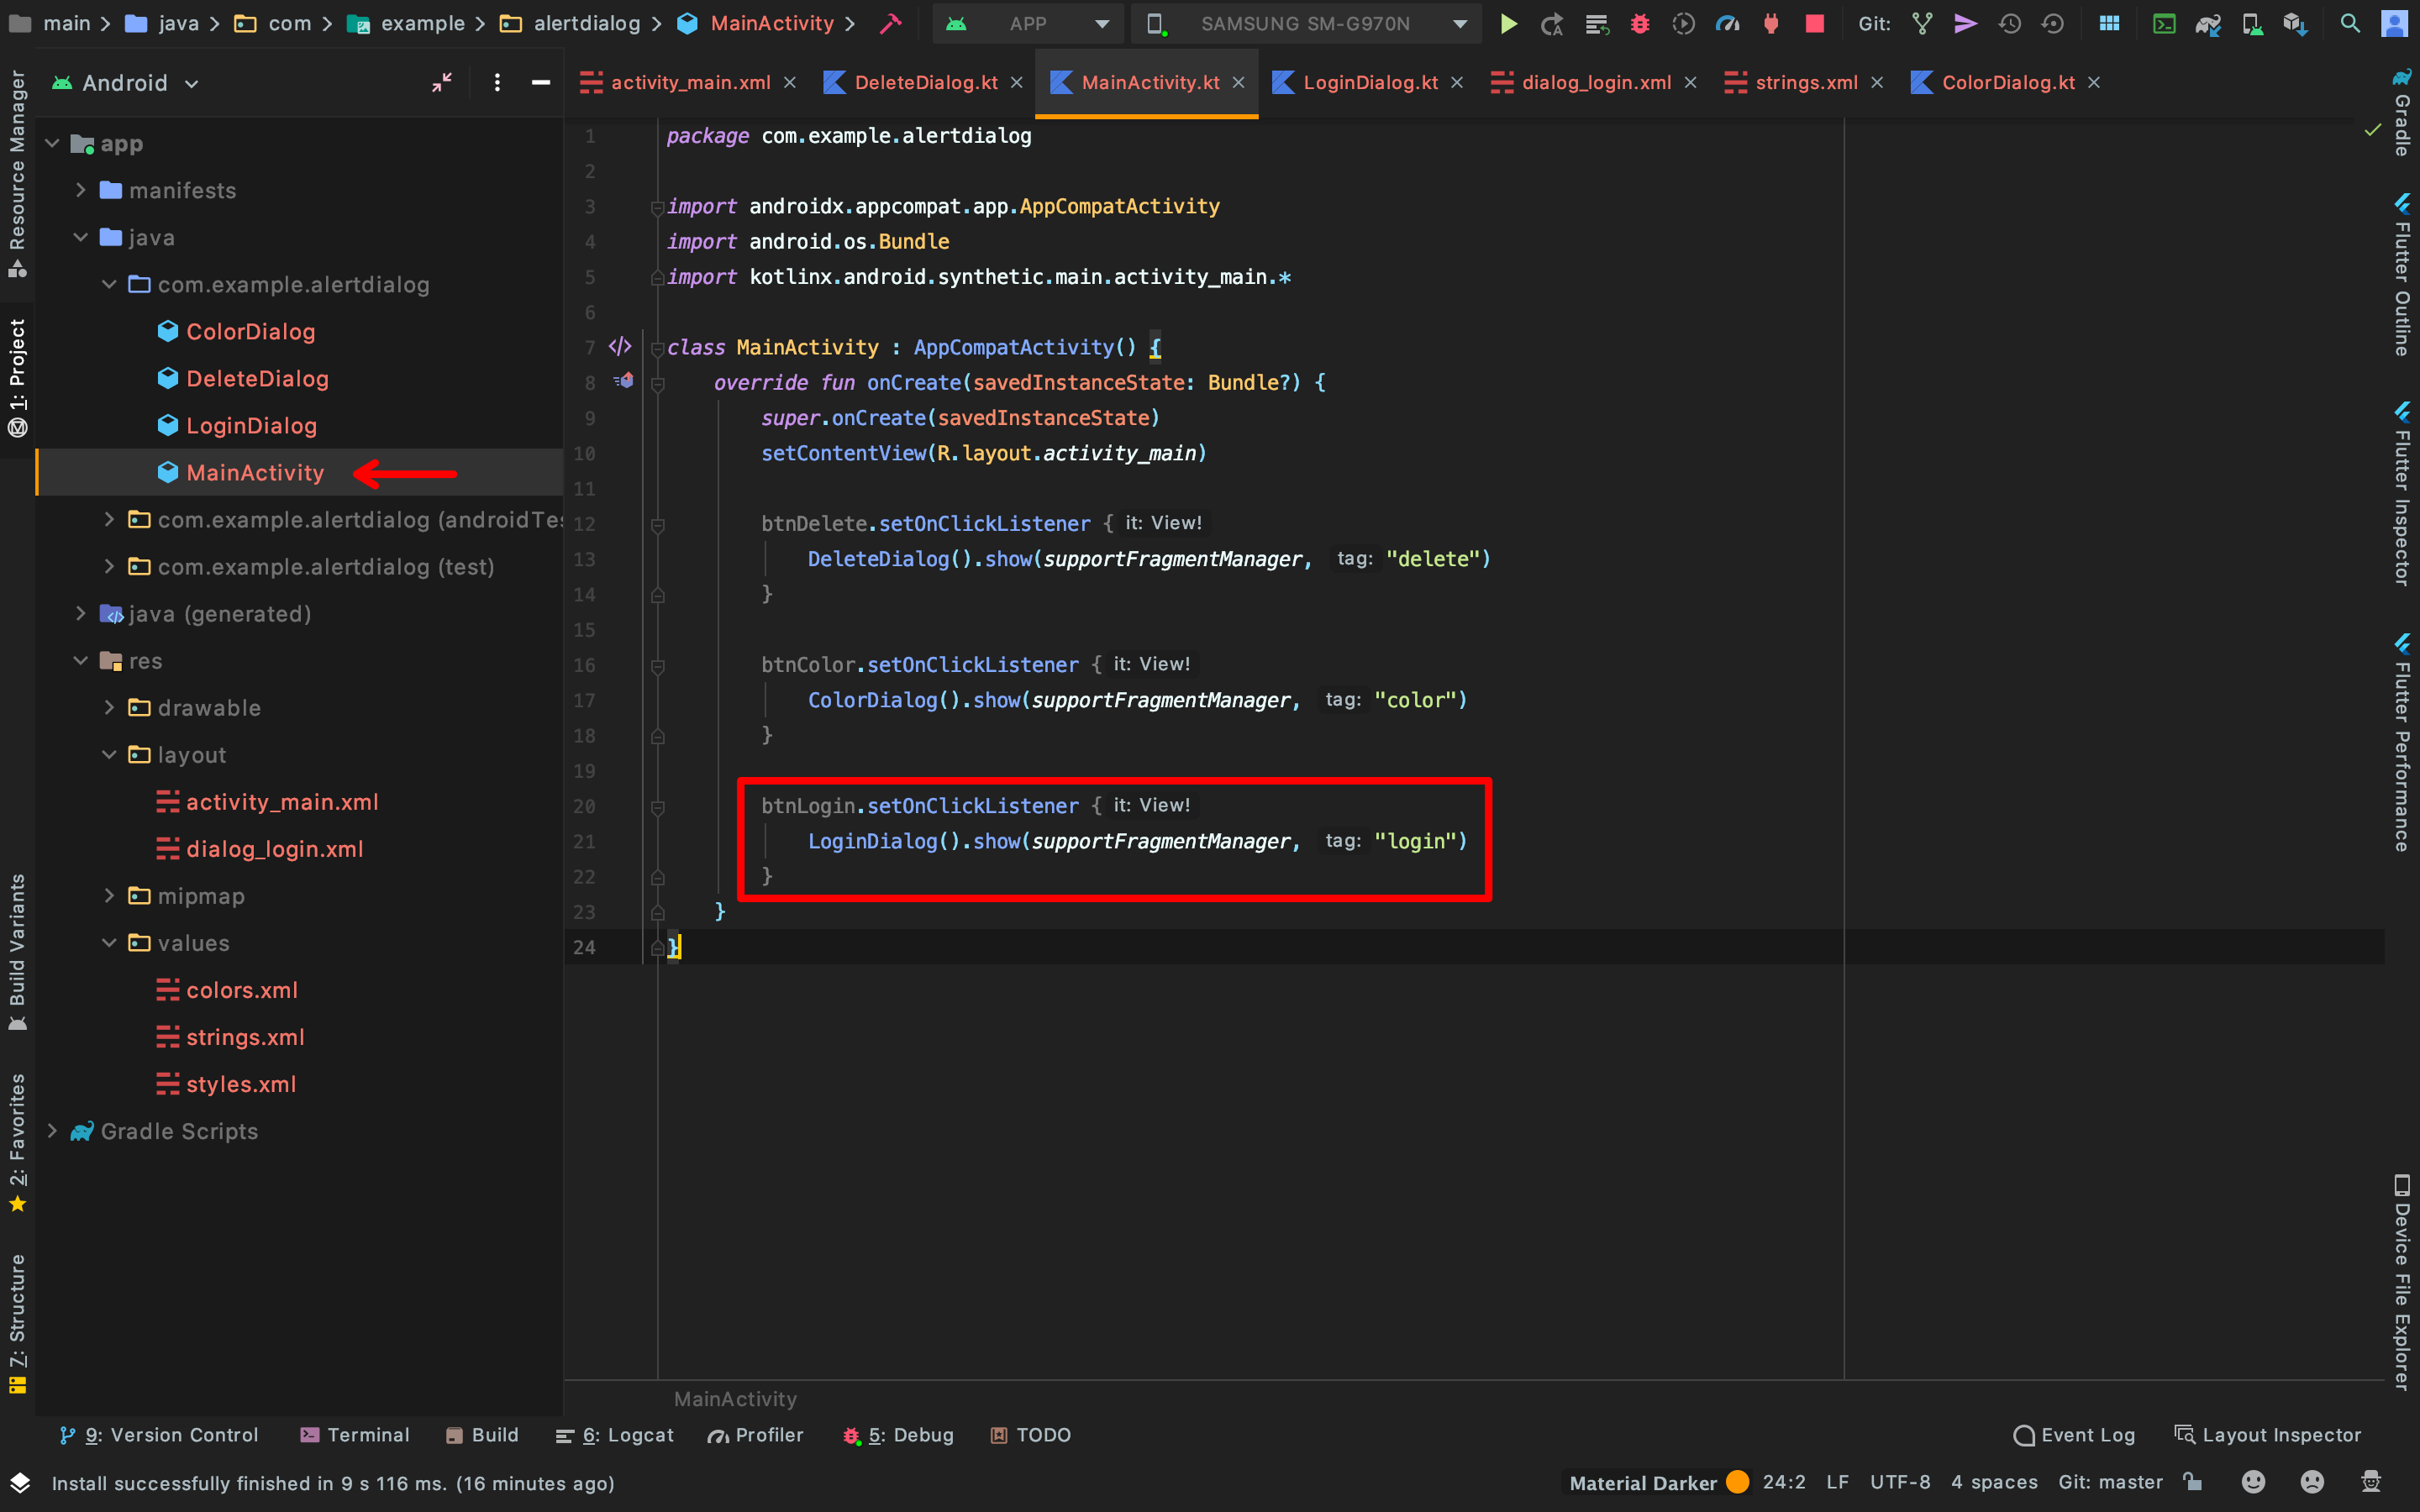 main java com example alertdialog MainActivity APP SAMSUNG SM-G970N Git:
Android
activity_main.xml DeleteDialog.kt MainActivity.kt LoginDialog.kt dialog_login.xml strings.xml ColorDialog.kt
Resource Manager
1: Project
Build Variants
2: Favorites
7: Structure
app
manifests
java
com.example.alertdialog
ColorDialog
DeleteDialog
LoginDialog
MainActivity
com.example.alertdialog (androidTes
com.example.alertdialog (test)
java (generated)
res
drawable
layout
activity_main.xml
dialog_login.xml
mipmap
values
colors.xml
strings.xml
styles.xml
Gradle Scripts
1 package com.example.alertdialog
2
3 import androidx.appcompat.app.AppCompatActivity
4 import android.os.Bundle
5 import kotlinx.android.synthetic.main.activity_main.*
6
7 class MainActivity : AppCompatActivity() {
8 override fun onCreate(savedInstanceState: Bundle?) {
9 super.onCreate(savedInstanceState)
10 setContentView(R.layout.activity_main)
11
12 btnDelete.setOnClickListener { it: View!
13 DeleteDialog().show(supportFragmentManager, tag: "delete")
14 }
15
16 btnColor.setOnClickListener { it: View!
17 ColorDialog().show(supportFragmentManager, tag: "color")
18 }
19
20 btnLogin.setOnClickListener { it: View!
21 LoginDialog().show(supportFragmentManager, tag: "login")
22 }
23 }
24 }
MainActivity
Gradle
Flutter Outline
Flutter Inspector
Flutter Performance
Device File Explorer
9: Version Control Terminal Build 6: Logcat Profiler 5: Debug TODO Event Log Layout Inspector
Install successfully finished in 9 s 116 ms. (16 minutes ago) Material Darker 24:2 LF UTF-8 4 spaces Git: master